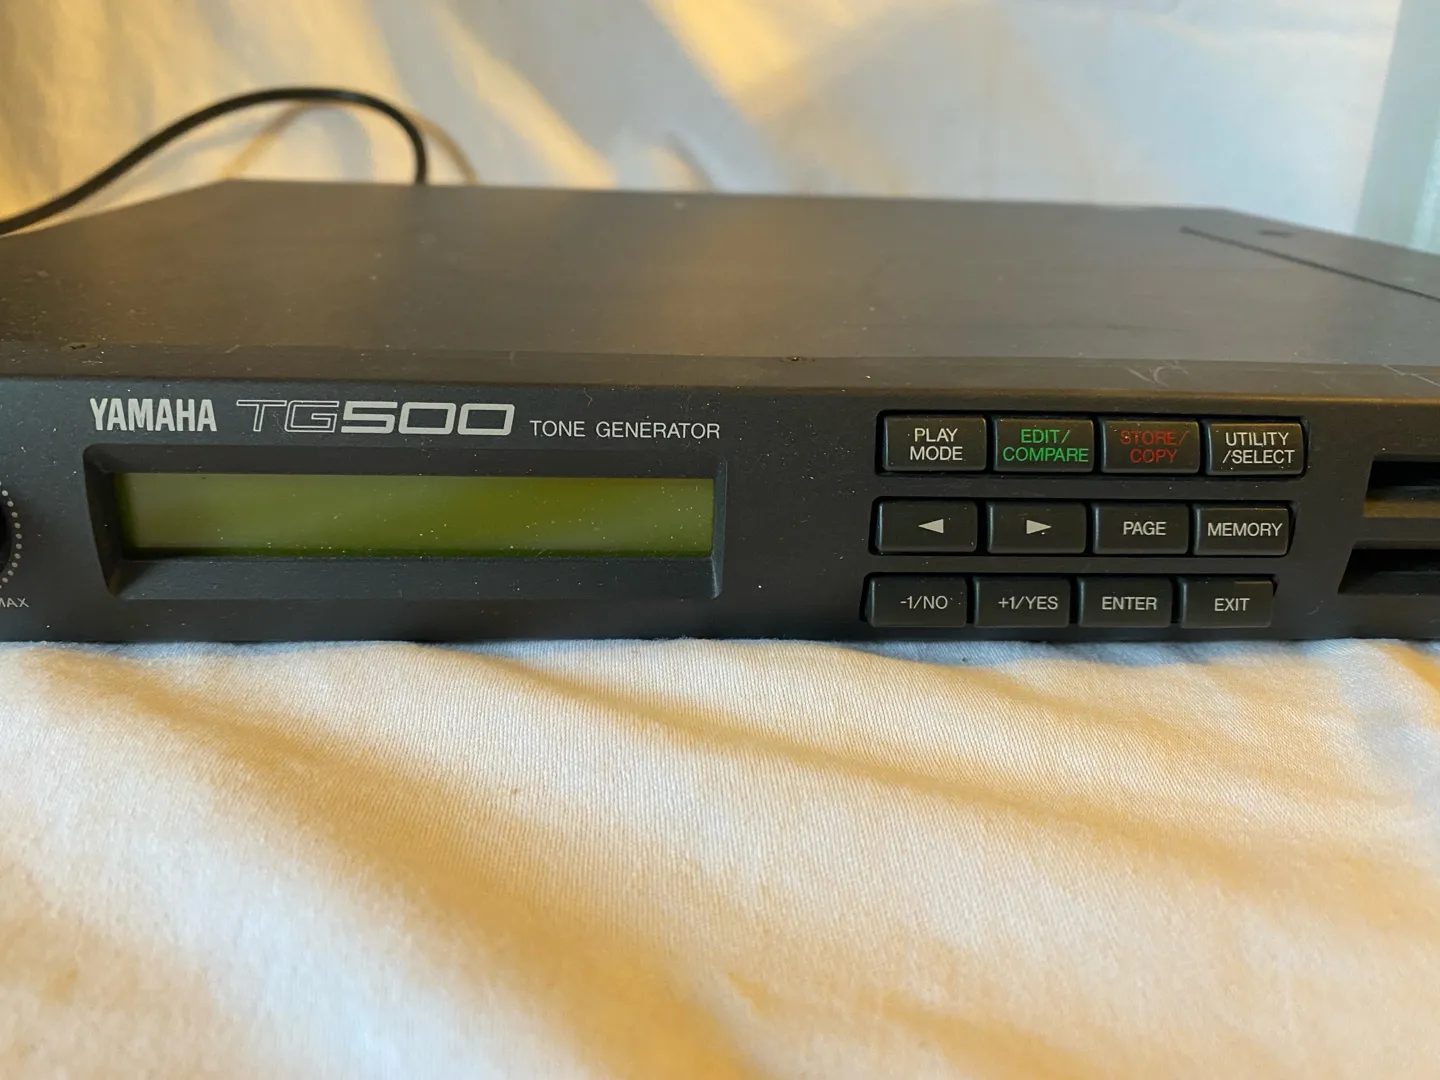 YAMAHA TG500 TONE GENERATOR
MAX
PLAY MODE
EDIT/COMPARE
STORE/COPY
UTILITY/SELECT
PAGE
MEMORY
-1/NO
+1/YES
ENTER
EXIT